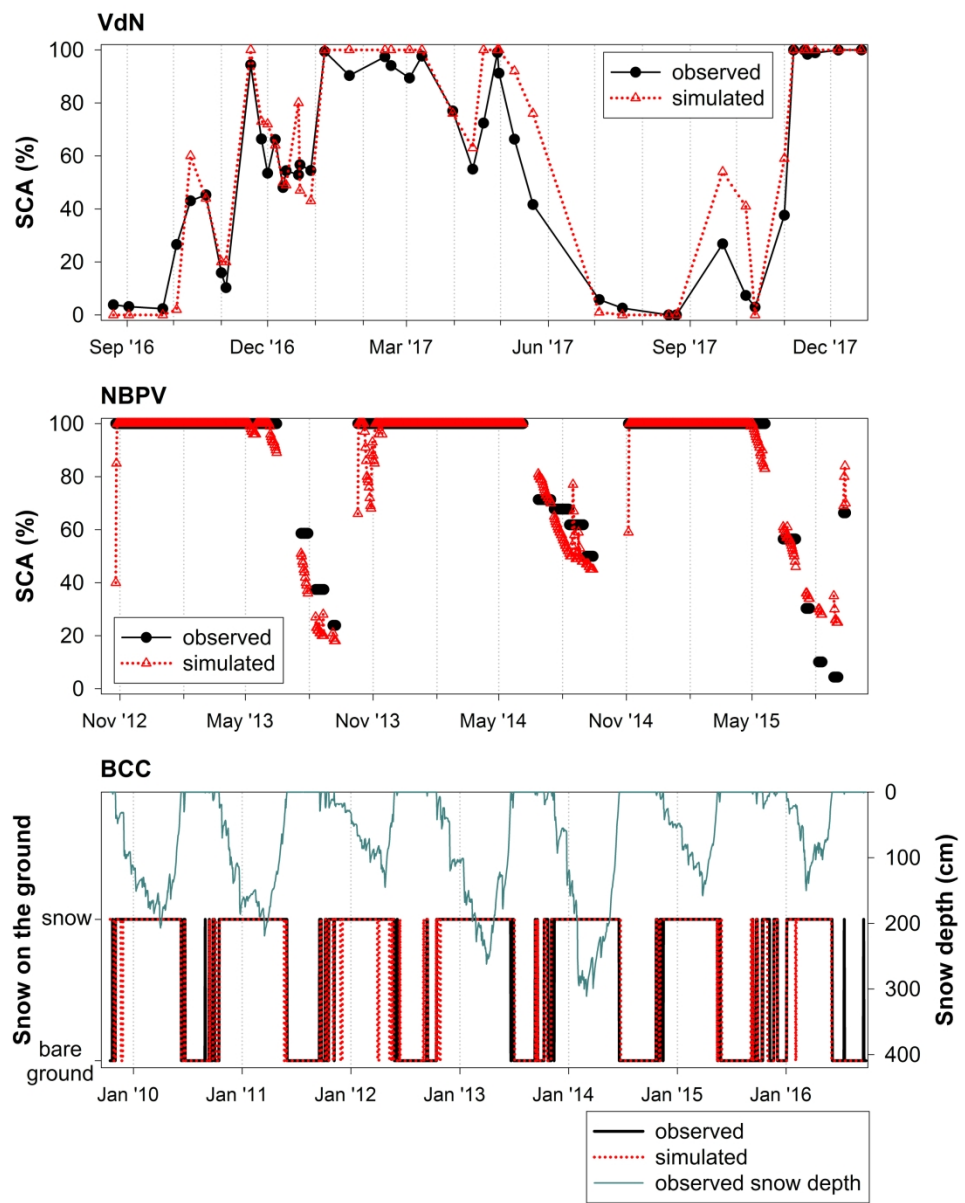 VdN
100
80
60
40
20
0
SCA (%)
observed
simulated
Sep '16
Dec '16
Mar '17
Jun '17
Sep '17
Dec '17
NBPV
100
80
60
40
20
0
SCA (%)
observed
simulated
Nov '12
May '13
Nov '13
May '14
Nov '14
May '15
BCC
Snow on the ground
snow
bare
ground
0
100
200
300
400
Snow depth (cm)
Jan '10
Jan '11
Jan '12
Jan '13
Jan '14
Jan '15
Jan '16
observed
simulated
observed snow depth